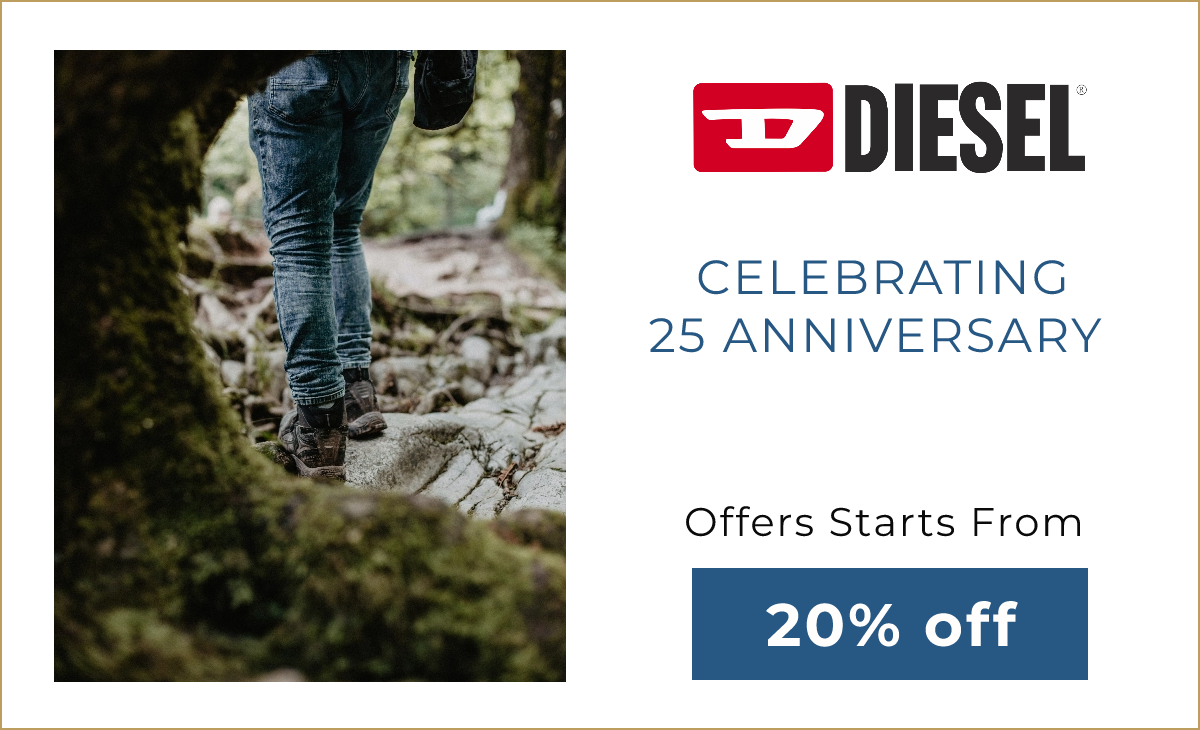 DIESEL®
CELEBRATING
25 ANNIVERSARY
Offers Starts From
20% off